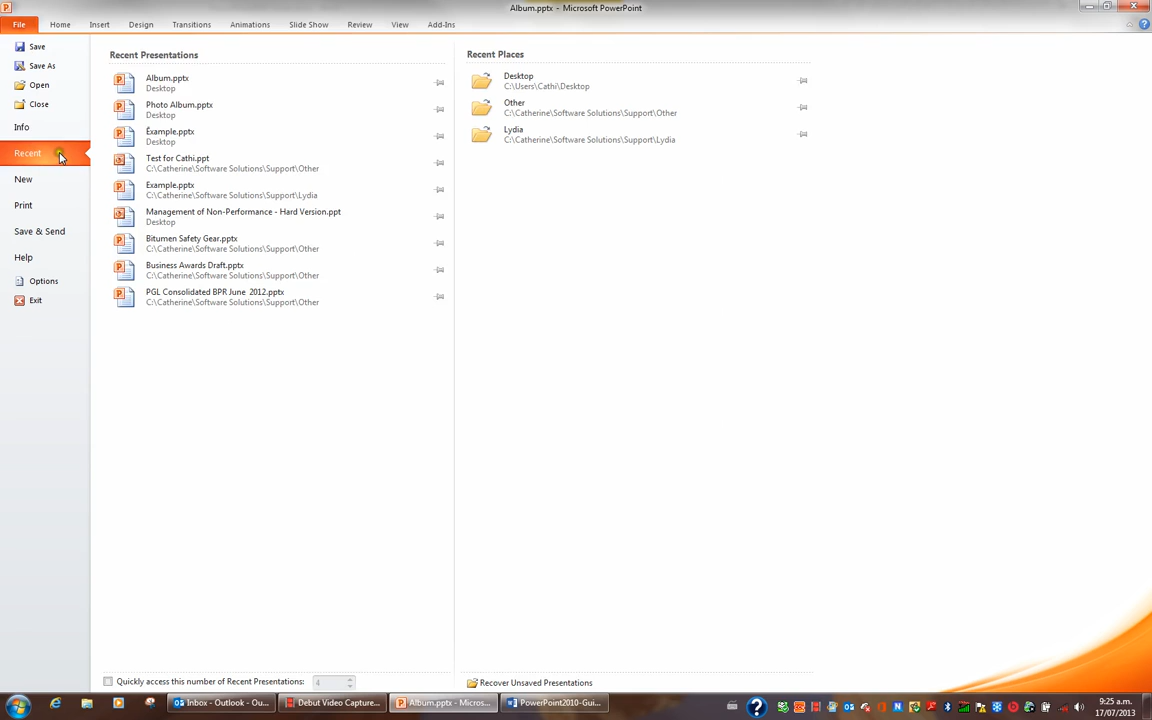 Album.pptx - Microsoft PowerPoint
File Home Insert Design Transitions Animations Slide Show Review View Add-Ins
Save
Save As
Open
Close
Info
Recent
New
Print
Save & Send
Help
Options
Exit
Recent Presentations
Album.pptx
Desktop
Photo Album.pptx
Desktop
Éxample.pptx
Desktop
Test for Cathi.ppt
C:\Catherine\Software Solutions\Support\Other
Example.pptx
C:\Catherine\Software Solutions\Support\Lydia
Management of Non-Performance - Hard Version.ppt
Desktop
Bitumen Safety Gear.pptx
C:\Catherine\Software Solutions\Support\Other
Business Awards Draft.pptx
C:\Catherine\Software Solutions\Support\Other
PGL Consolidated BPR June 2012.pptx
C:\Catherine\Software Solutions\Support\Other
Quickly access this number of Recent Presentations: 4
Recent Places
Desktop
C:\Users\Cathi\Desktop
Other
C:\Catherine\Software Solutions\Support\Other
Lydia
C:\Catherine\Software Solutions\Support\Lydia
Recover Unsaved Presentations
Inbox - Outlook - Ou... Debut Video Capture... Album.pptx - Micros... PowerPoint2010-Gui...
9:25 a.m.
17/07/2013